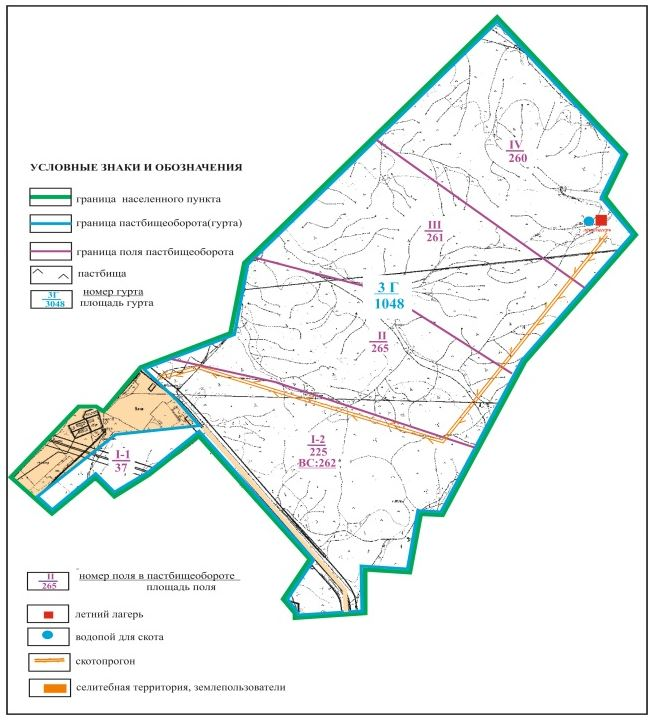 IV
260
III
261
3 Г
1048
II
265
I-2
225
ВС:262
I-1
37
УСЛОВНЫЕ ЗНАКИ И ОБОЗНАЧЕНИЯ
граница населенного пункта
граница пастбищеоборота(гурта)
граница поля пастбищеоборота
пастбища
3Г номер гурта
3048 площадь гурта
II номер поля в пастбищеобороте
265 площадь поля
летний лагерь
водопой для скота
скотопрогон
селитебная территория, землепользователи